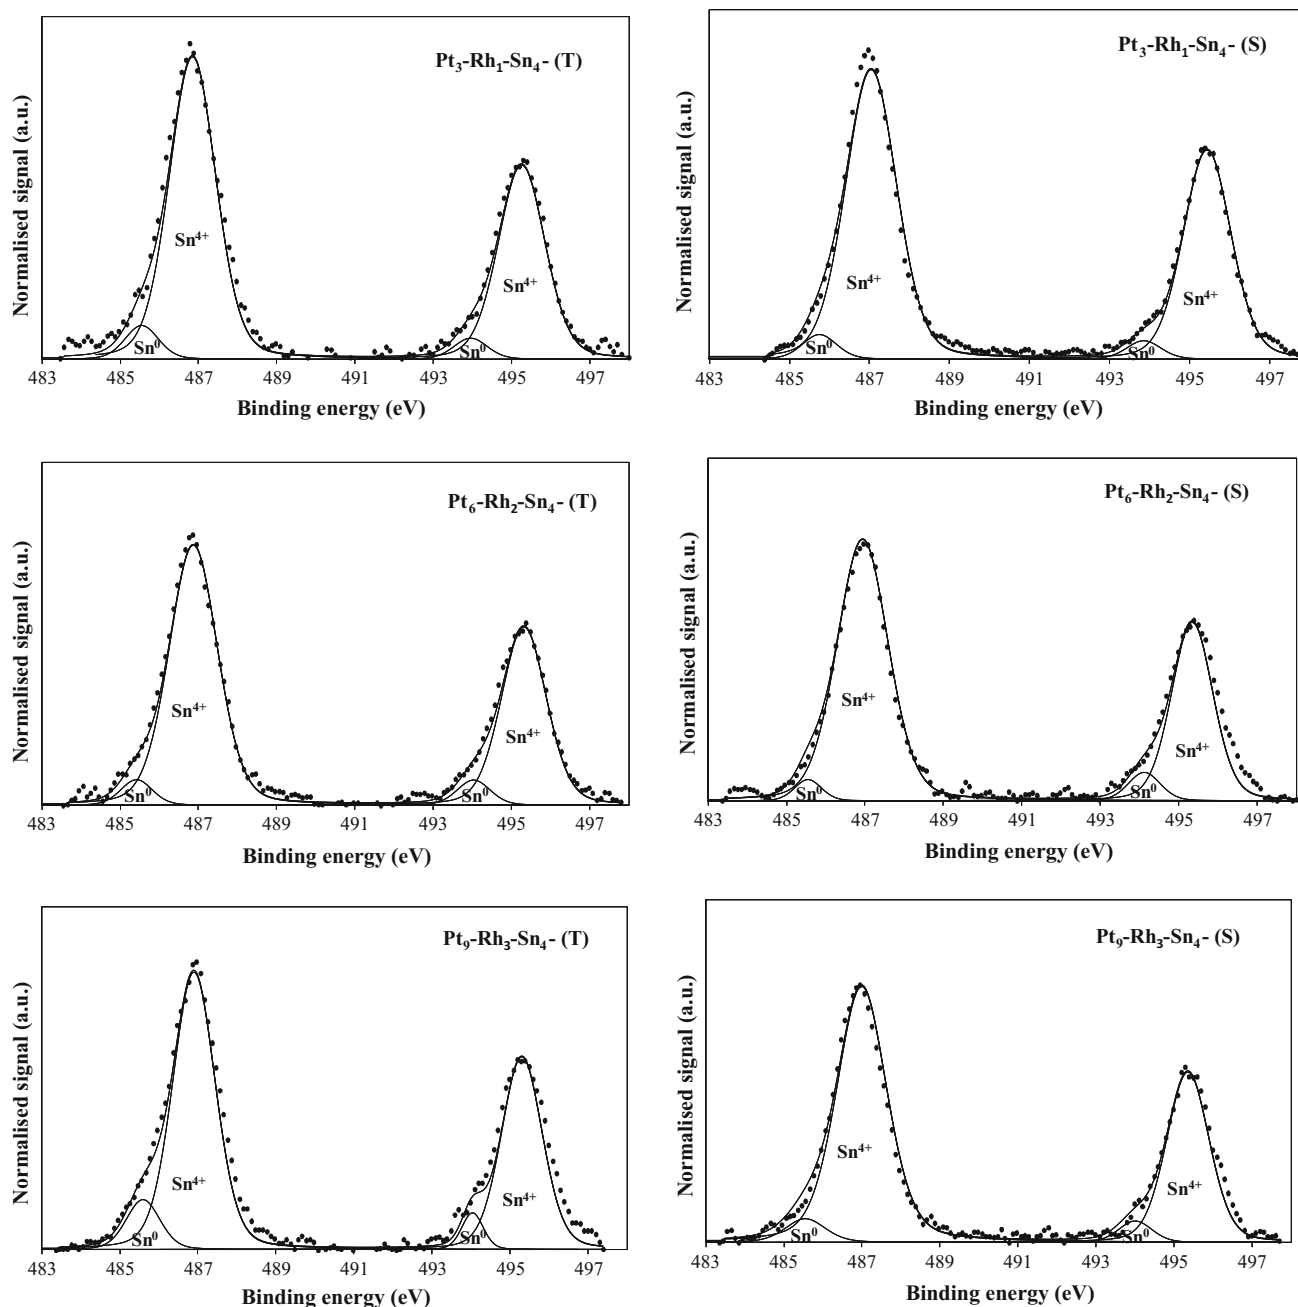 Pt₃-Rh₁-Sn₄- (T)
Normalised signal (a.u.)
Sn⁴⁺
Sn⁴⁺
Sn⁰
Sn⁰
483 485 487 489 491 493 495 497
Binding energy (eV)
Pt₃-Rh₁-Sn₄- (S)
Normalised signal (a.u.)
Sn⁴⁺
Sn⁴⁺
Sn⁰
Sn⁰
483 485 487 489 491 493 495 497
Binding energy (eV)
Pt₆-Rh₂-Sn₄- (T)
Normalised signal (a.u.)
Sn⁴⁺
Sn⁴⁺
Sn⁰
Sn⁰
483 485 487 489 491 493 495 497
Binding energy (eV)
Pt₆-Rh₂-Sn₄- (S)
Normalised signal (a.u.)
Sn⁴⁺
Sn⁴⁺
Sn⁰
Sn⁰
483 485 487 489 491 493 495 497
Binding energy (eV)
Pt₉-Rh₃-Sn₄- (T)
Normalised signal (a.u.)
Sn⁴⁺
Sn⁴⁺
Sn⁰
Sn⁰
483 485 487 489 491 493 495 497
Binding energy (eV)
Pt₉-Rh₃-Sn₄- (S)
Normalised signal (a.u.)
Sn⁴⁺
Sn⁴⁺
Sn⁰
Sn⁰
483 485 487 489 491 493 495 497
Binding energy (eV)